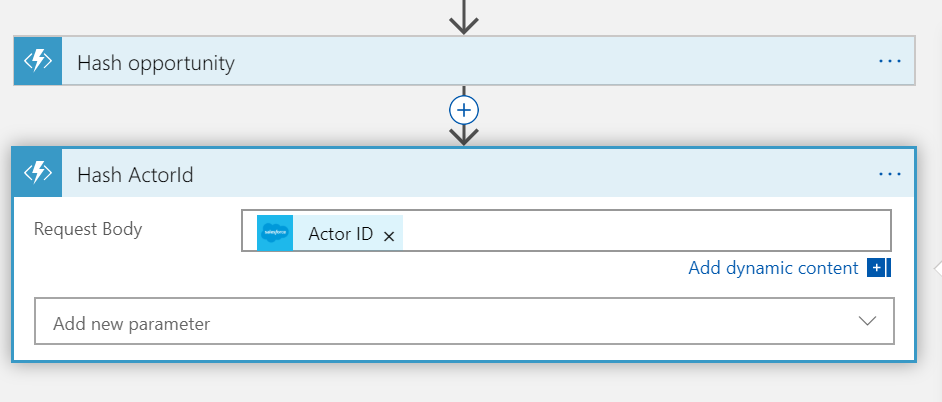 Hash opportunity
Hash ActorId
Request Body
salesforce
Actor ID ×
Add dynamic content
Add new parameter